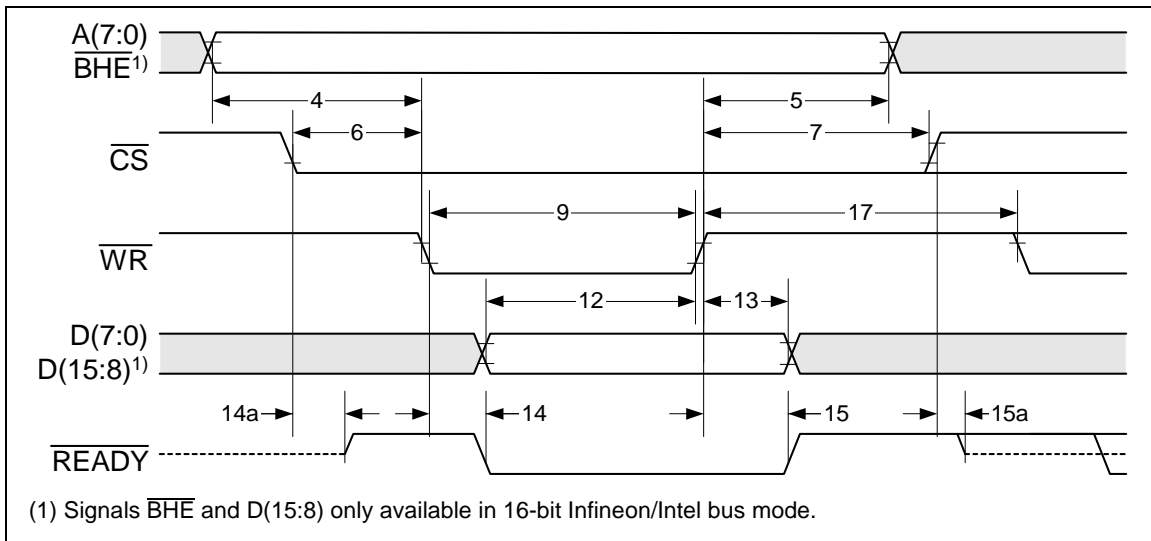 A(7:0)
BHE1)
4
5
6
7
CS
9
17
WR
12
13
D(7:0)
D(15:8)1)
14a
14
15
15a
READY
(1) Signals BHE and D(15:8) only available in 16-bit Infineon/Intel bus mode.